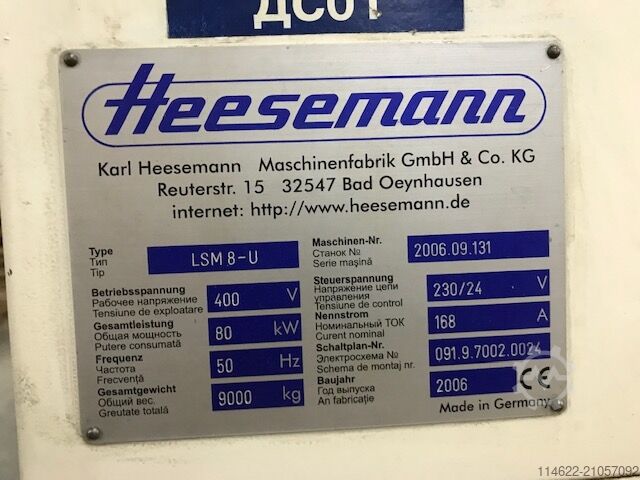 ДС01
Heesemann
Karl Heesemann Maschinenfabrik GmbH & Co. KG
Reuterstr. 15 32547 Bad Oeynhausen
internet: http://www.heesemann.de
Type
Тип
Tip
LSM 8-U
Maschinen-Nr.
Станок №
Serie maşină
2006.09.131
Betriebsspannung
Рабочее напряжение
Tensiune de exploatare
400 V
Steuerspannung
Напряжение цепи
управления
Tensiune de control
230/24 V
Gesamtleistung
Общая мощность
Putere consumată
80 kW
Nennstrom
Номинальный ТОК
Curent nominal
168 A
Frequenz
Частота
Frecvență
50 Hz
Schaltplan-Nr.
Электросхема №
Schema de montaj nr.
091.9.7002.0024
Gesamtgewicht
Общий вес.
Greutate totală
9000 kg
Baujahr
Год выпуска
An fabricaţie
2006 CE
Made in Germany
114622-21057092